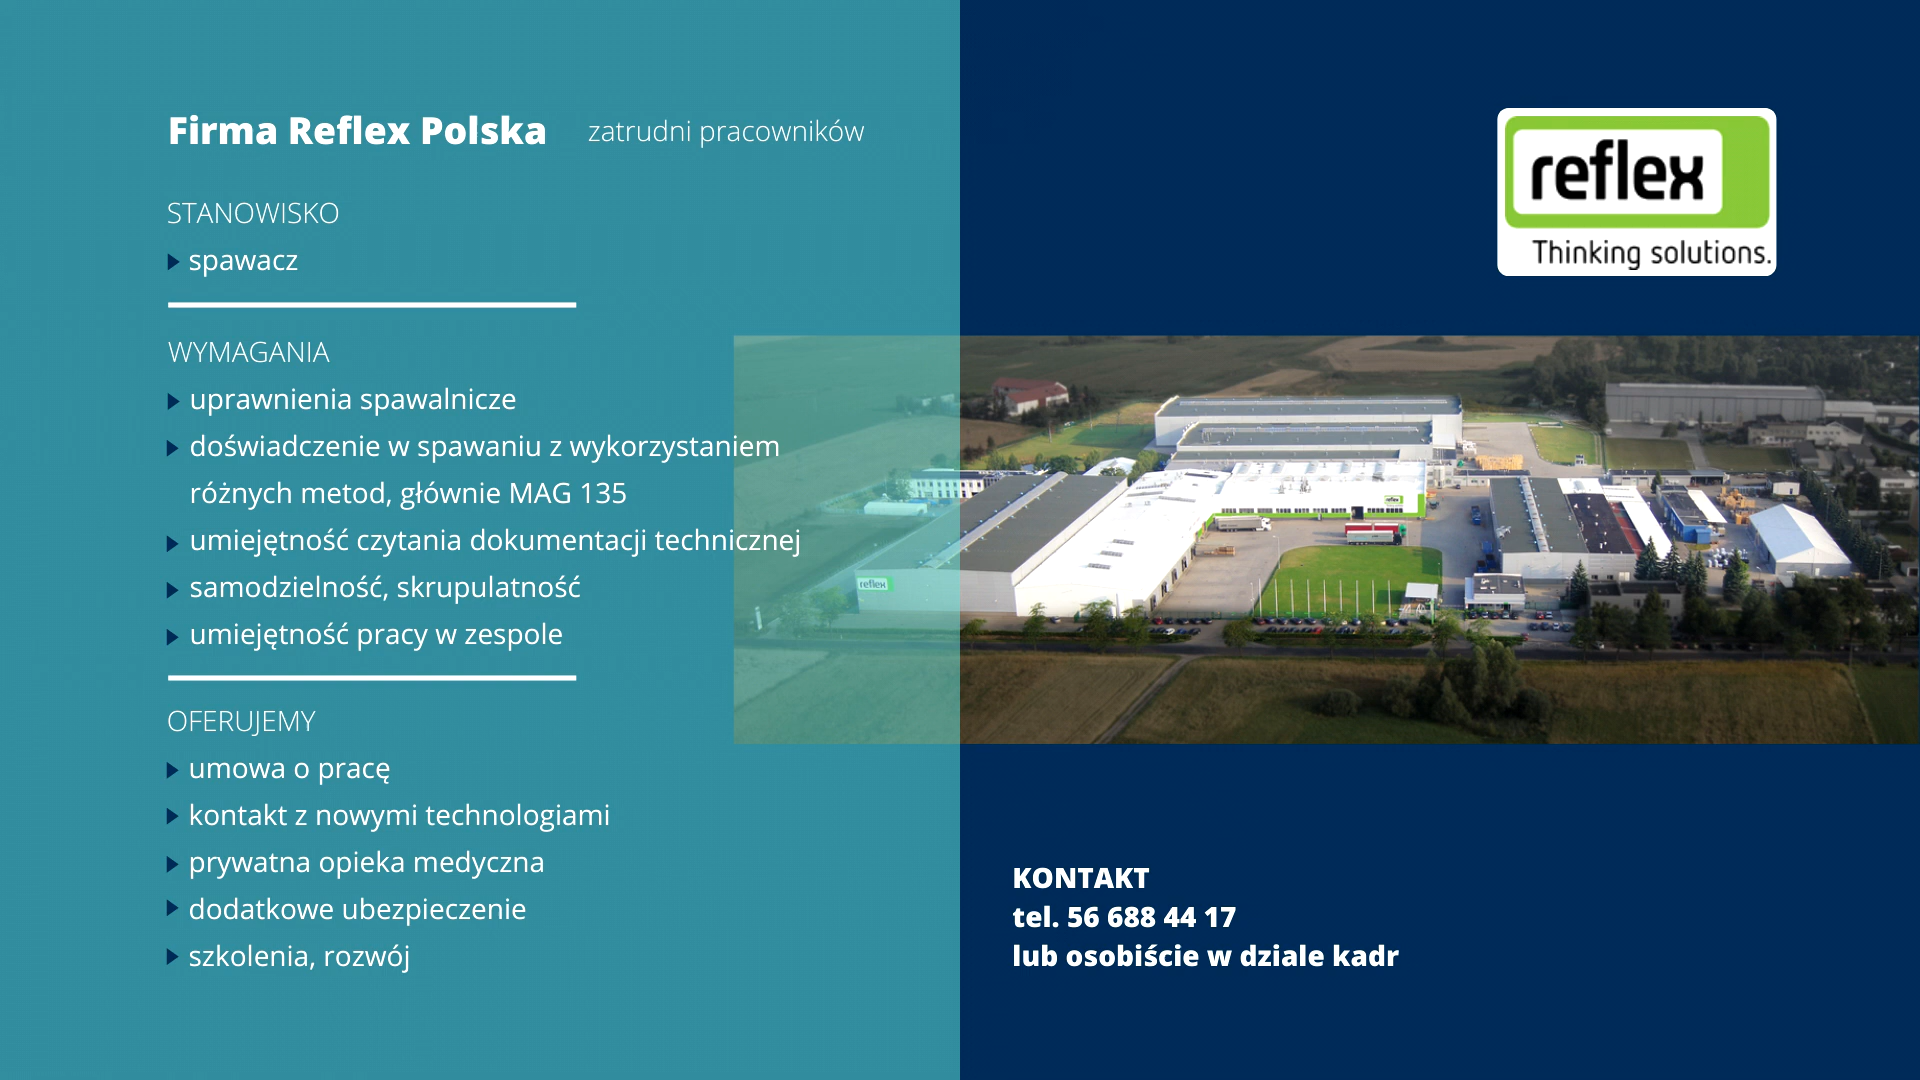 Firma Reflex Polska zatrudni pracowników
STANOWISKO
spawacz
WYMAGANIA
uprawnienia spawalnicze
doświadczenie w spawaniu z wykorzystaniem
różnych metod, głównie MAG 135
umiejętność czytania dokumentacji technicznej
samodzielność, skrupulatność
umiejętność pracy w zespole
OFERUJEMY
umowa o pracę
kontakt z nowymi technologiami
prywatna opieka medyczna
dodatkowe ubezpieczenie
szkolenia, rozwój
reflex
Thinking solutions.
reflex
reflex
KONTAKT
tel. 56 688 44 17
lub osobiście w dziale kadr